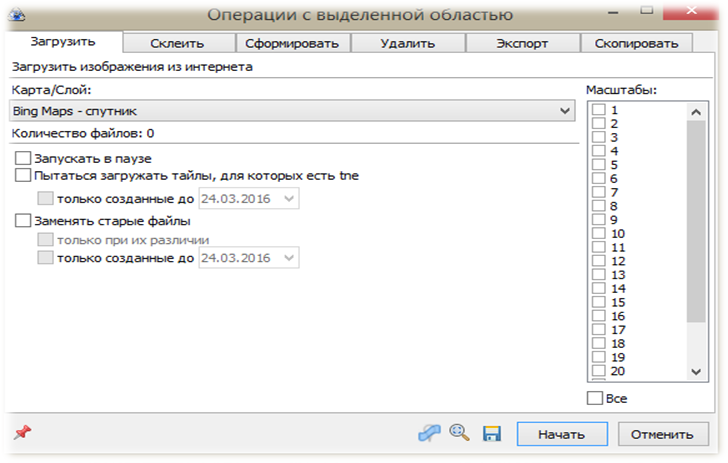 Операции с выделенной областью
Загрузить Склеить Сформировать Удалить Экспорт Скопировать
Загрузить изображения из интернета
Карта/Слой:
Bing Maps - спутник
Количество файлов: 0
Запускать в паузе
Пытаться загружать тайлы, для которых есть tne
только созданные до 24.03.2016
Заменять старые файлы
только при их различии
только созданные до 24.03.2016
Масштабы:
1
2
3
4
5
6
7
8
9
10
11
12
13
14
15
16
17
18
19
20
Все
Начать Отменить